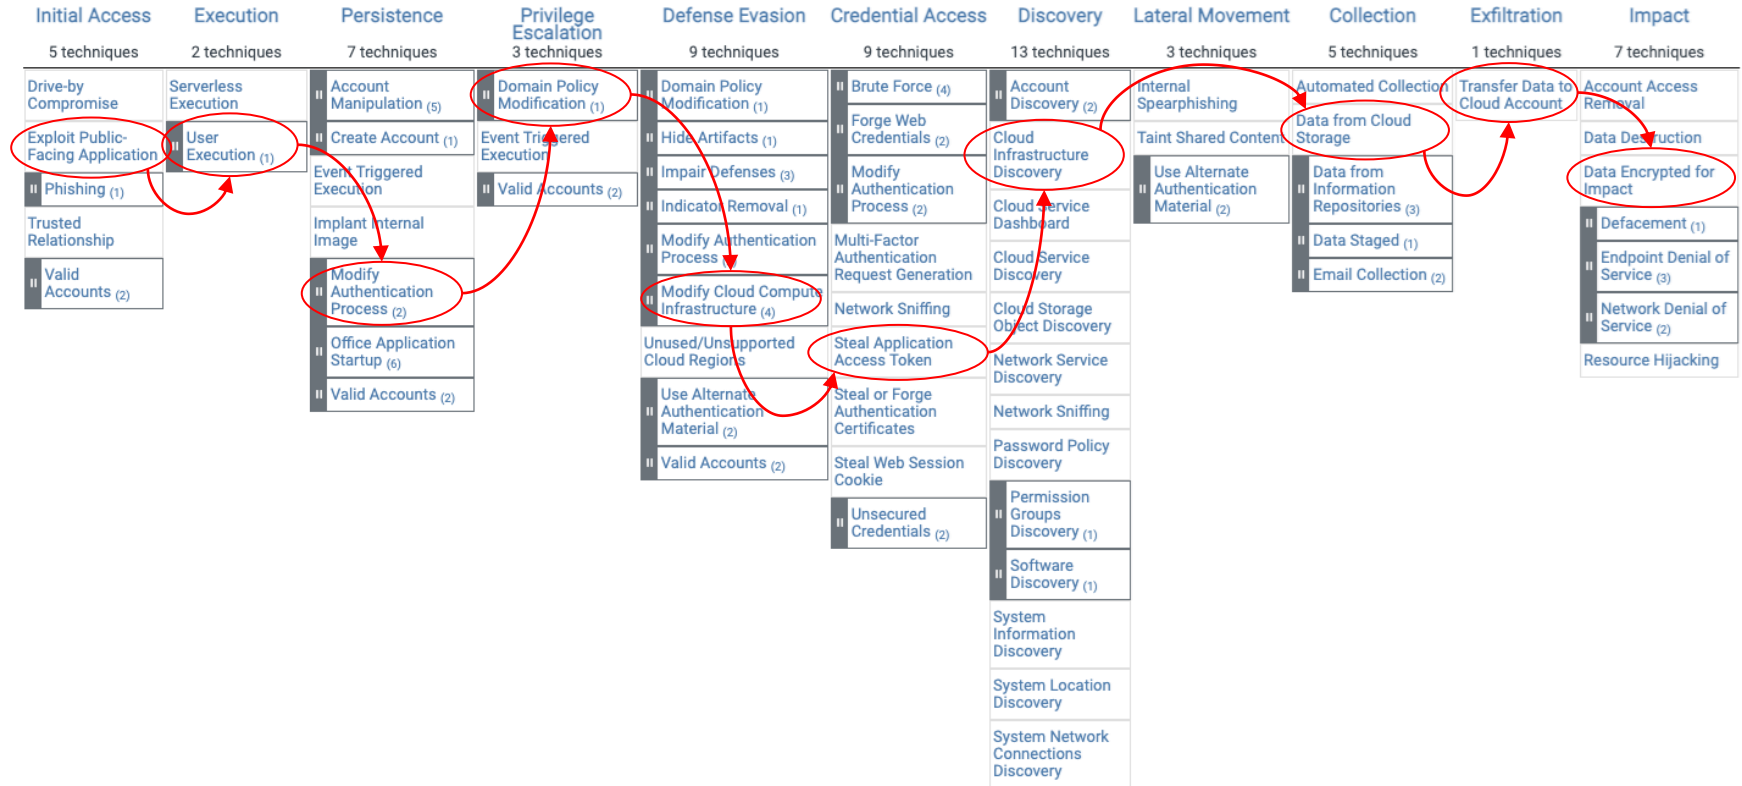 Initial Access
5 techniques
Drive-by
Compromise
Exploit Public-
Facing Application
Phishing (1)
Trusted
Relationship
Valid
Accounts (2)
Execution
2 techniques
Serverless
Execution
User
Execution (1)
Persistence
7 techniques
Account
Manipulation (5)
Create Account (1)
Event Triggered
Execution
Implant Internal
Image
Modify
Authentication
Process (2)
Office Application
Startup (6)
Valid Accounts (2)
Privilege
Escalation
3 techniques
Domain Policy
Modification (1)
Event Triggered
Execution
Valid Accounts (2)
Defense Evasion
9 techniques
Domain Policy
Modification (1)
Hide Artifacts (1)
Impair Defenses (3)
Indicator Removal (1)
Modify Authentication
Process
Modify Cloud Compute
Infrastructure (4)
Unused/Unsupported
Cloud Regions
Use Alternate
Authentication
Material (2)
Valid Accounts (2)
Credential Access
9 techniques
Brute Force (4)
Forge Web
Credentials (2)
Modify
Authentication
Process (2)
Multi-Factor
Authentication
Request Generation
Network Sniffing
Steal Application
Access Token
Steal or Forge
Authentication
Certificates
Steal Web Session
Cookie
Unsecured
Credentials (2)
Discovery
13 techniques
Account
Discovery (2)
Cloud
Infrastructure
Discovery
Cloud Service
Dashboard
Cloud Service
Discovery
Cloud Storage
Object Discovery
Network Service
Discovery
Network Sniffing
Password Policy
Discovery
Permission
Groups
Discovery (1)
Software
Discovery (1)
System
Information
Discovery
System Location
Discovery
System Network
Connections
Discovery
Lateral Movement
3 techniques
Internal
Spearphishing
Taint Shared Content
Use Alternate
Authentication
Material (2)
Collection
5 techniques
Automated Collection
Data from Cloud
Storage
Data from
Information
Repositories (3)
Data Staged (1)
Email Collection (2)
Exfiltration
1 techniques
Transfer Data to
Cloud Account
Impact
7 techniques
Account Access
Removal
Data Destruction
Data Encrypted for
Impact
Defacement (1)
Endpoint Denial of
Service (3)
Network Denial of
Service (2)
Resource Hijacking